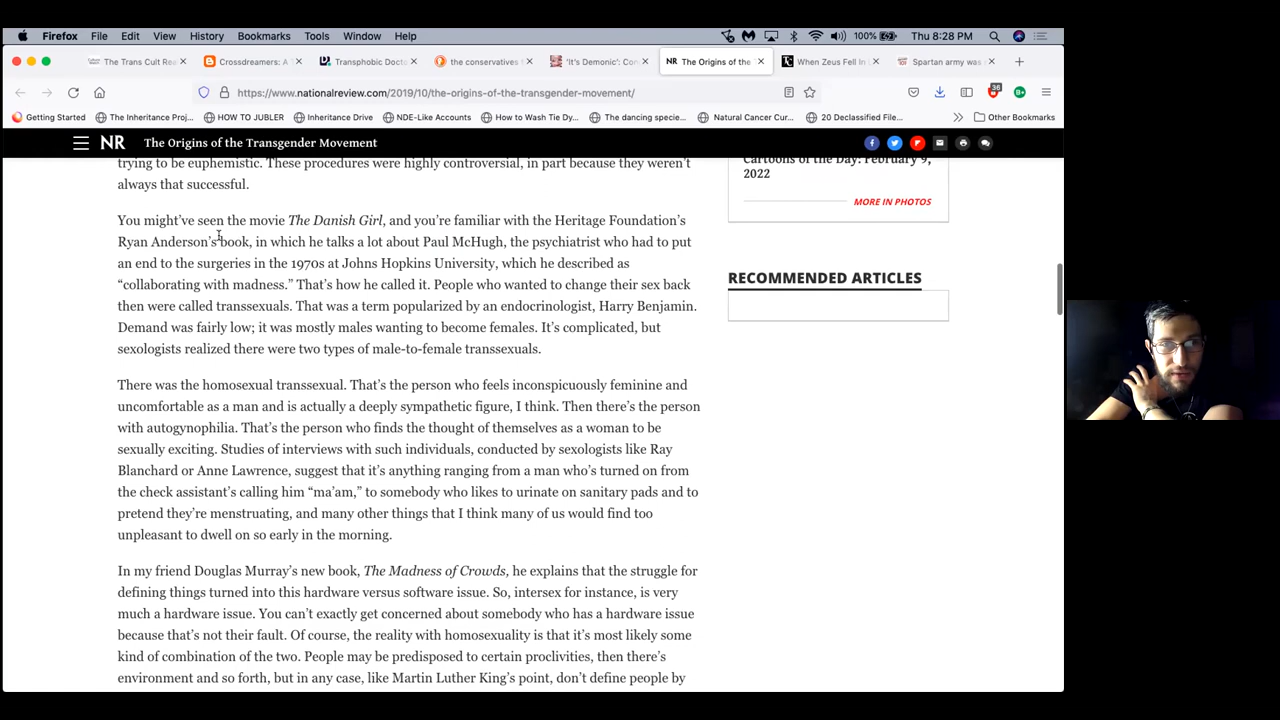 Firefox File Edit View History Bookmarks Tools Window Help 100% Thu 8:28 PM
The Trans Cult Rea Crossdreamers: A T Transphobic Docto the conservatives 'It's Demonic': Con NR The Origins of the When Zeus Fell In L Spartan army was
https://www.nationalreview.com/2019/10/the-origins-of-the-transgender-movement/ 36
Getting Started The Inheritance Proj... HOW TO JUBLER Inheritance Drive NDE-Like Accounts How to Wash Tie Dy... The dancing specie... Natural Cancer Cur... 20 Declassified File... Other Bookmarks
NR The Origins of the Transgender Movement
trying to be euphemistic. These procedures were highly controversial, in part because they weren't
always that successful.
You might've seen the movie The Danish Girl, and you're familiar with the Heritage Foundation's
Ryan Anderson's book, in which he talks a lot about Paul McHugh, the psychiatrist who had to put
an end to the surgeries in the 1970s at Johns Hopkins University, which he described as
"collaborating with madness." That's how he called it. People who wanted to change their sex back
then were called transsexuals. That was a term popularized by an endocrinologist, Harry Benjamin.
Demand was fairly low; it was mostly males wanting to become females. It's complicated, but
sexologists realized there were two types of male-to-female transsexuals.
There was the homosexual transsexual. That's the person who feels inconspicuously feminine and
uncomfortable as a man and is actually a deeply sympathetic figure, I think. Then there's the person
with autogynophilia. That's the person who finds the thought of themselves as a woman to be
sexually exciting. Studies of interviews with such individuals, conducted by sexologists like Ray
Blanchard or Anne Lawrence, suggest that it's anything ranging from a man who's turned on from
the check assistant's calling him "ma'am," to somebody who likes to urinate on sanitary pads and to
pretend they're menstruating, and many other things that I think many of us would find too
unpleasant to dwell on so early in the morning.
In my friend Douglas Murray's new book, The Madness of Crowds, he explains that the struggle for
defining things turned into this hardware versus software issue. So, intersex for instance, is very
much a hardware issue. You can't exactly get concerned about somebody who has a hardware issue
because that's not their fault. Of course, the reality with homosexuality is that it's most likely some
kind of combination of the two. People may be predisposed to certain proclivities, then there's
environment and so forth, but in any case, like Martin Luther King's point, don't define people by
Cartoons of the Day: February 9,
2022
MORE IN PHOTOS
RECOMMENDED ARTICLES